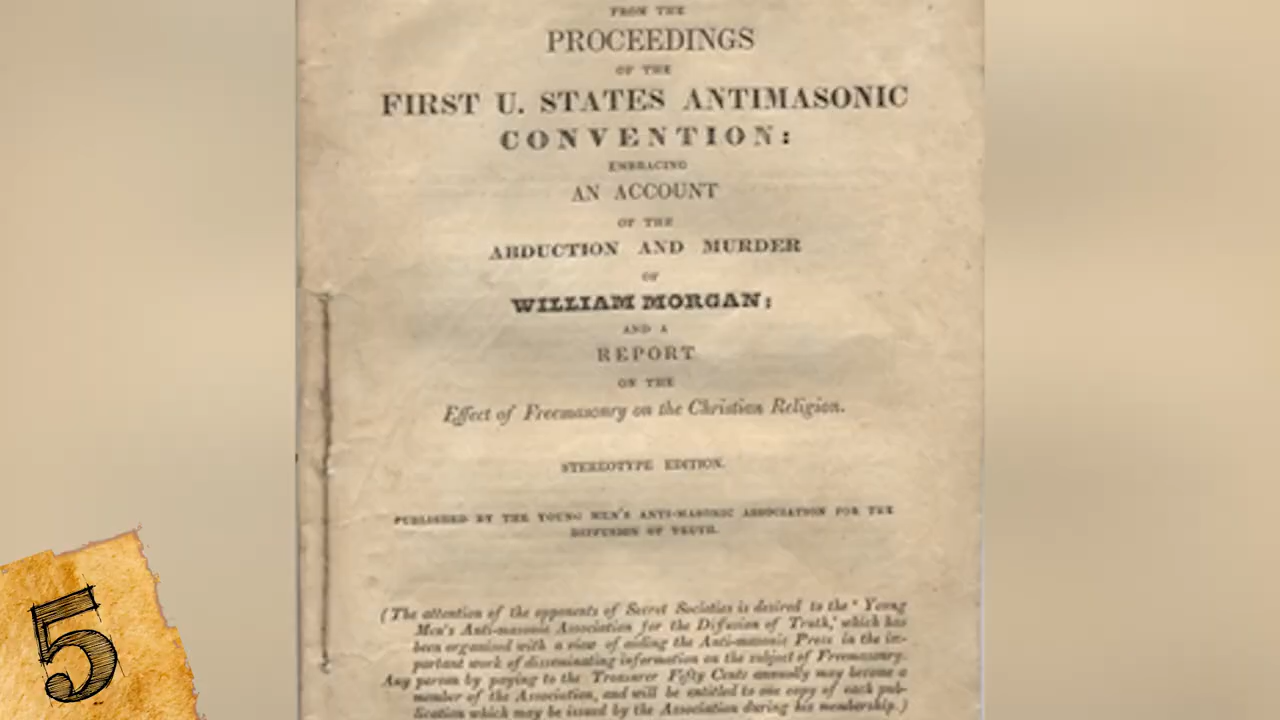 FROM THE
PROCEEDINGS
OF THE
FIRST U. STATES ANTIMASONIC
CONVENTION:
EMBRACING
AN ACCOUNT
OF THE
ABDUCTION AND MURDER
OF
WILLIAM MORGAN;
AND A
REPORT
ON THE
Effect of Freemasonry on the Christian Religion.
STEREOTYPE EDITION.
PUBLISHED BY THE YOUNG MEN'S ANTI-MASONIC ASSOCIATION FOR THE
DIFFUSION OF TRUTH.
(The attention of the opponents of Secret Societies is desired to the 'Young
Men's Anti-masonic Association for the Diffusion of Truth,' which has
been organised with a view of aiding the Anti-masonic Press in the im-
portant work of disseminating information on the subject of Freemasonry.
Any person by paying to the Treasurer Fifty Cents annually may become a
member of the Association, and will be entitled to one copy of each pub-
lication which may be issued by the Association during his membership.)
5